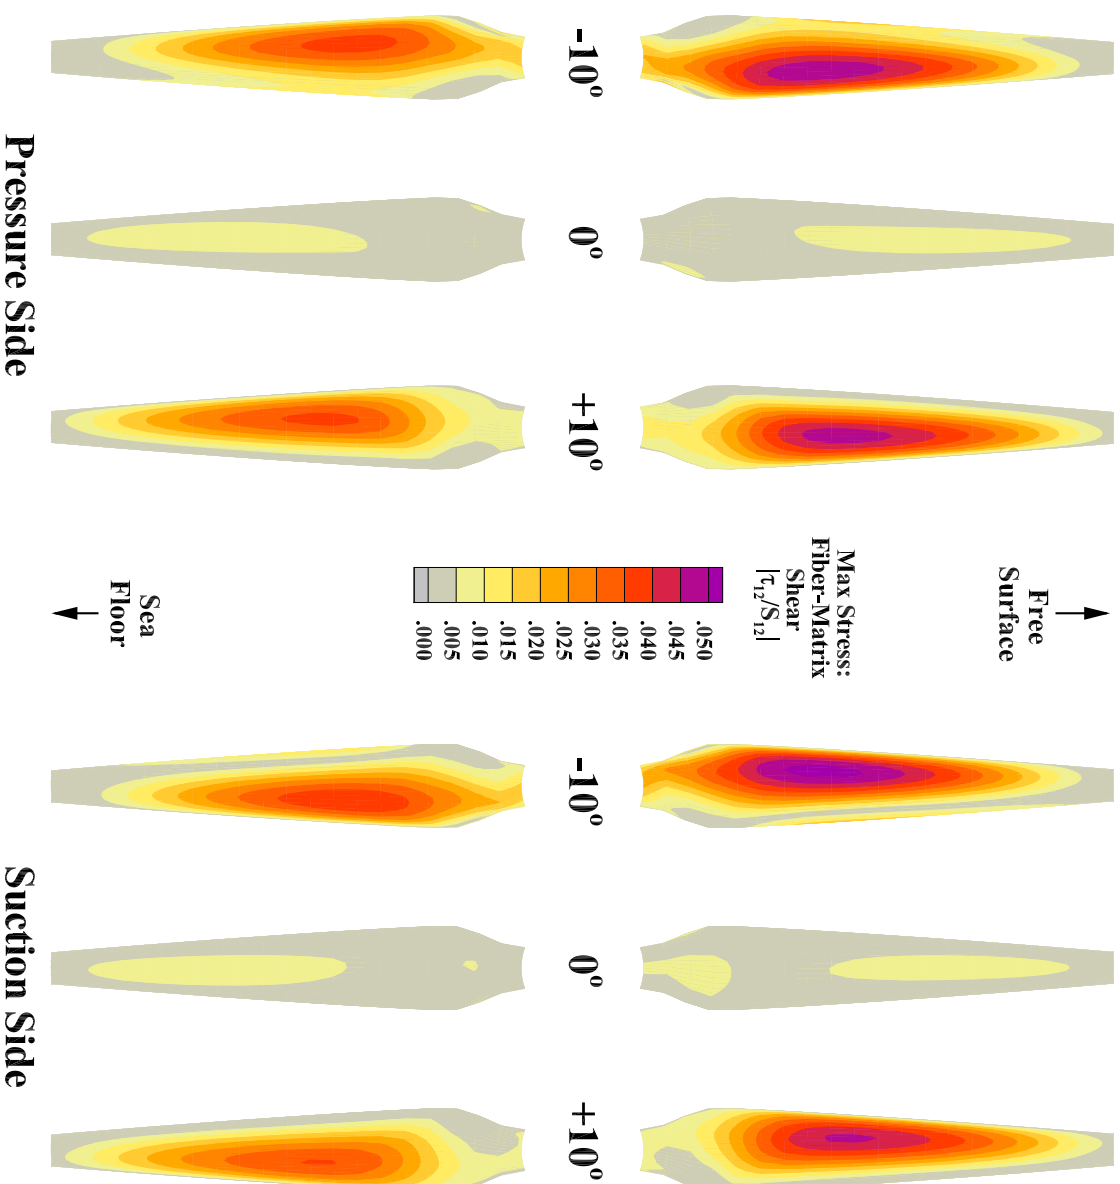 -10°
0°
+10°
Pressure Side
Max Stress:
Fiber-Matrix
Shear
|τ12/S12|
.050
.045
.040
.035
.030
.025
.020
.015
.010
.005
.000
Free
Surface
Sea
Floor
-10°
0°
+10°
Suction Side